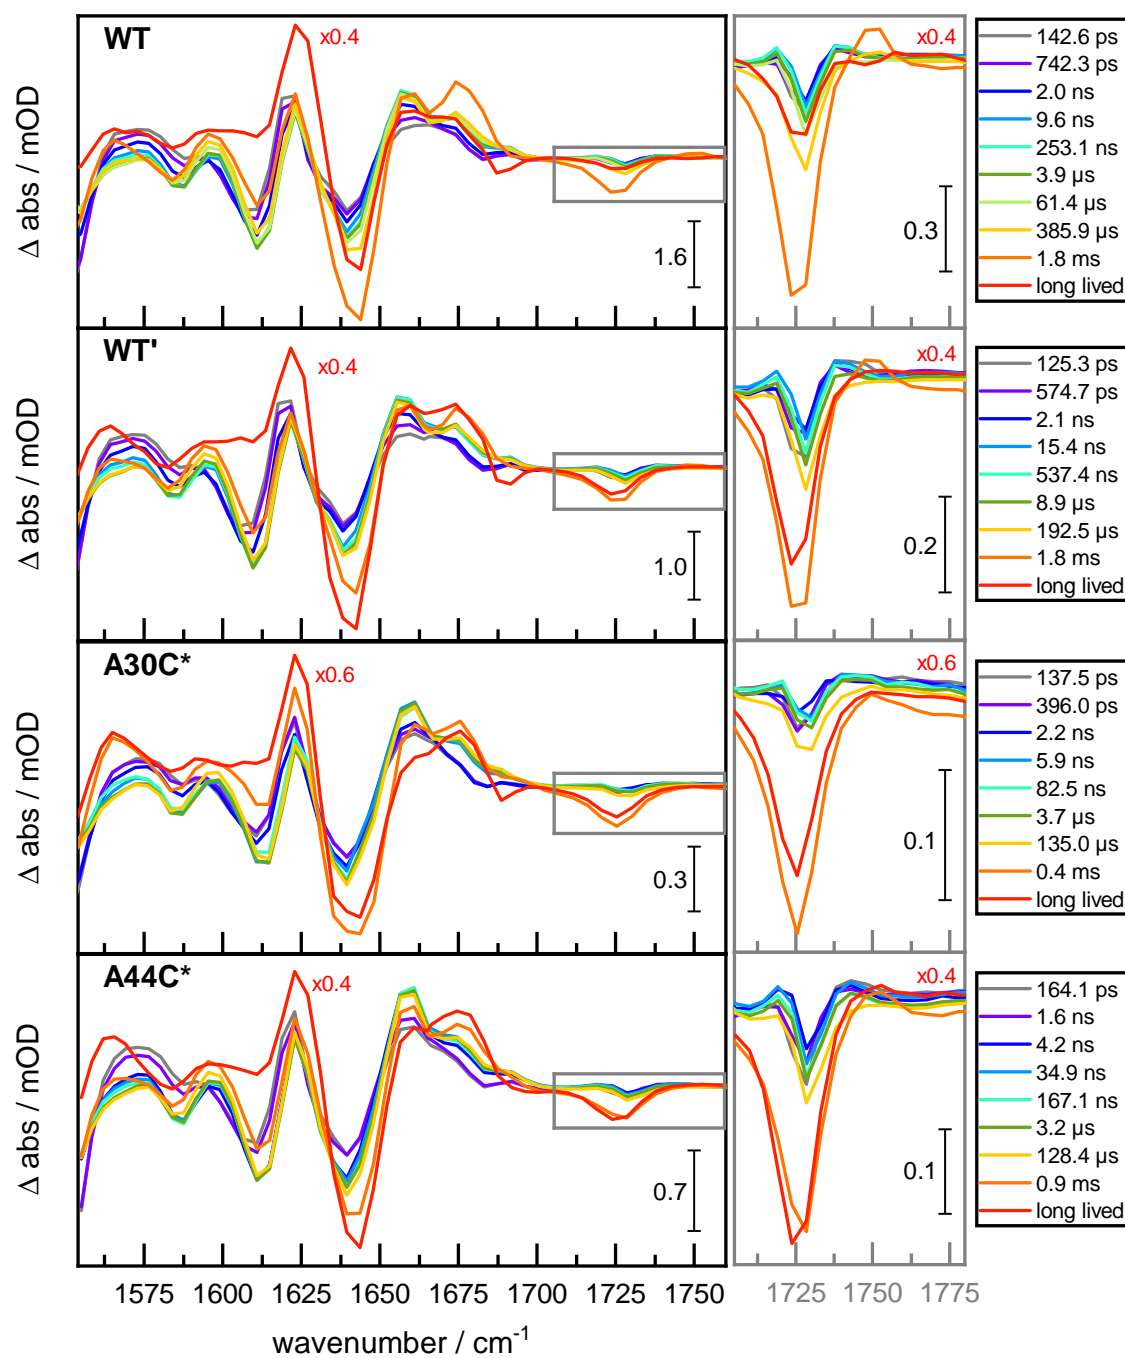 WT
x0.4
1.6
x0.4
0.3
142.6 ps
742.3 ps
2.0 ns
9.6 ns
253.1 ns
3.9 µs
61.4 µs
385.9 µs
1.8 ms
long lived
Δ abs / mOD
WT'
x0.4
1.0
x0.4
0.2
125.3 ps
574.7 ps
2.1 ns
15.4 ns
537.4 ns
8.9 µs
192.5 µs
1.8 ms
long lived
Δ abs / mOD
A30C*
x0.6
0.3
x0.6
0.1
137.5 ps
396.0 ps
2.2 ns
5.9 ns
82.5 ns
3.7 µs
135.0 µs
0.4 ms
long lived
Δ abs / mOD
A44C*
x0.4
0.7
x0.4
0.1
164.1 ps
1.6 ns
4.2 ns
34.9 ns
167.1 ns
3.2 µs
128.4 µs
0.9 ms
long lived
Δ abs / mOD
1575 1600 1625 1650 1675 1700 1725 1750
1725 1750 1775
wavenumber / cm⁻¹